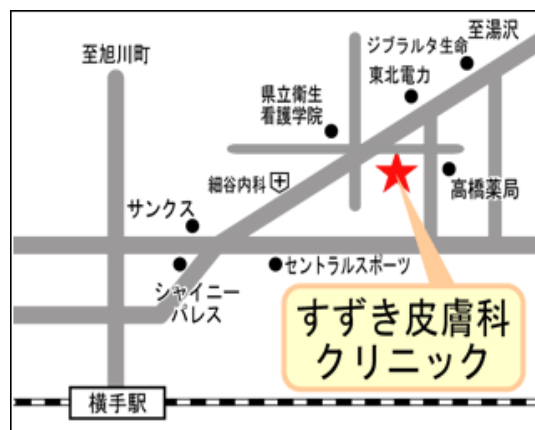 至湯沢
ジブラルタ生命
至旭川町
東北電力
県立衛生
看護学院
細谷内科
高橋薬局
サンクス
セントラルスポーツ
シャイニー
パレス
すずき皮膚科
クリニック
横手駅